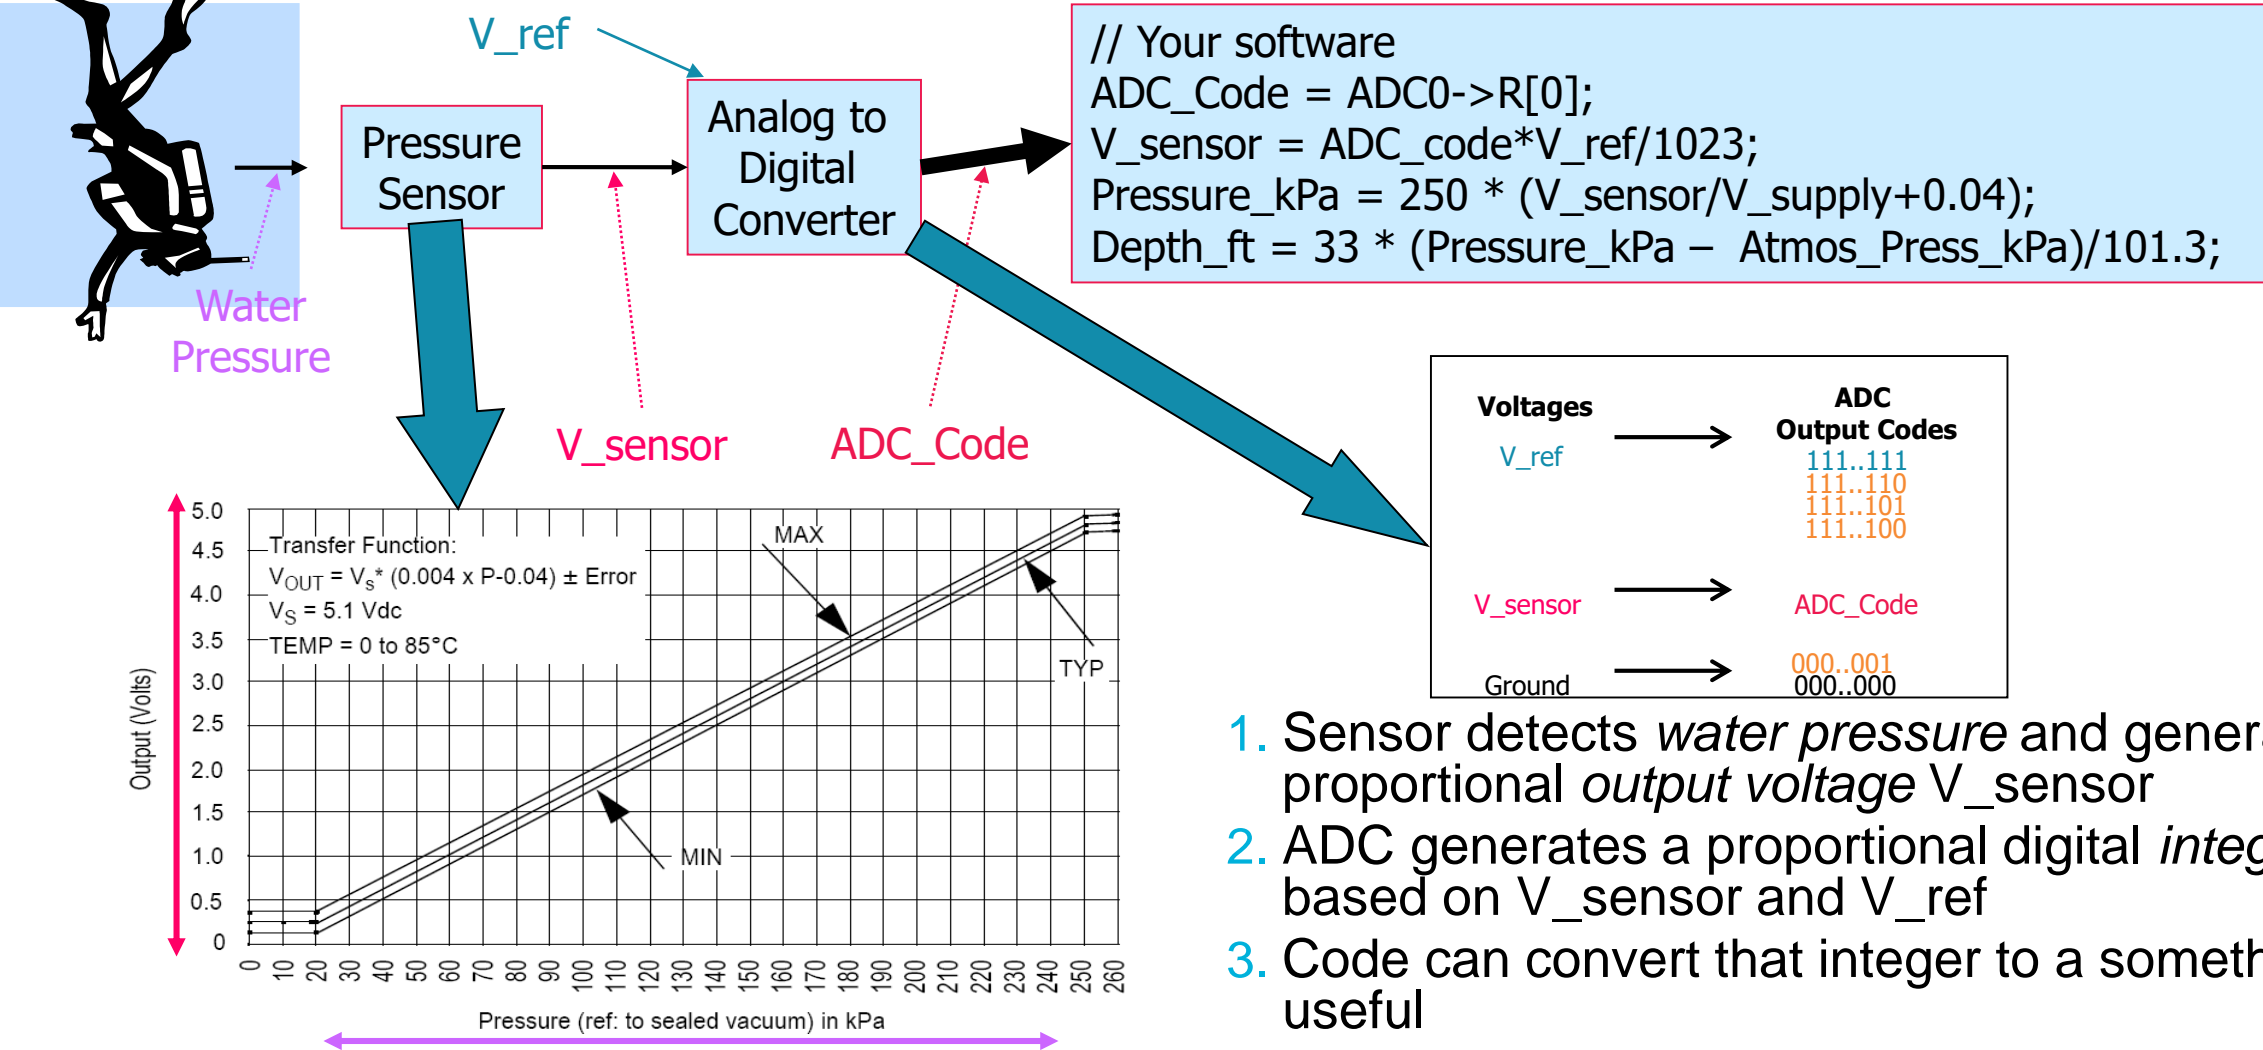 V_ref
// Your software
ADC_Code = ADC0->R[0];
V_sensor = ADC_code*V_ref/1023;
Pressure_kPa = 250 * (V_sensor/V_supply+0.04);
Depth_ft = 33 * (Pressure_kPa – Atmos_Press_kPa)/101.3;
Pressure
Sensor
Analog to
Digital
Converter
Water
Pressure
V_sensor
ADC_Code
Voltages
ADC
Output Codes
V_ref
111..111
111..110
111..101
111..100
V_sensor
ADC_Code
000..001
Ground
000..000
5.0
4.5
4.0
3.5
3.0
2.5
2.0
1.5
1.0
0.5
0
Output (Volts)
Transfer Function:
V_OUT = V_s* (0.004 x P-0.04) ± Error
V_S = 5.1 Vdc
TEMP = 0 to 85°C
MAX
TYP
MIN
0 10 20 30 40 50 60 70 80 90 100 110 120 130 140 150 160 170 180 190 200 210 220 230 240 250 260
Pressure (ref: to sealed vacuum) in kPa
1. Sensor detects water pressure and gener
proportional output voltage V_sensor
2. ADC generates a proportional digital integ
based on V_sensor and V_ref
3. Code can convert that integer to a someth
useful